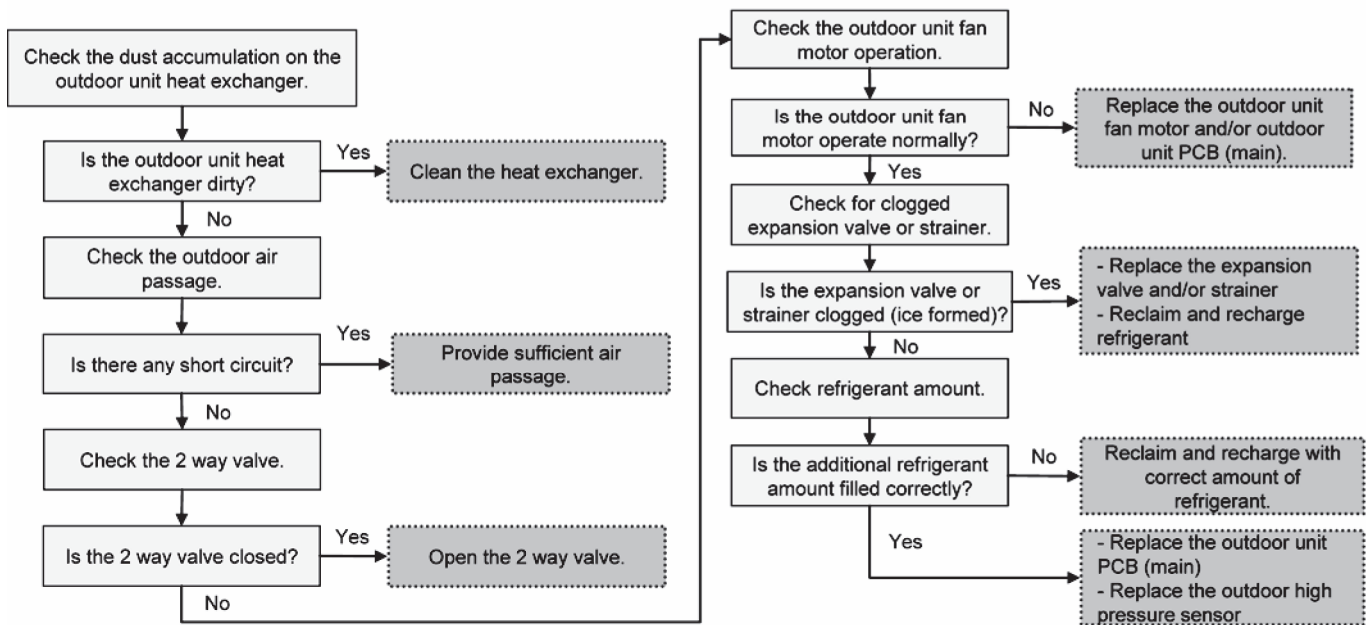 Check the dust accumulation on the
outdoor unit heat exchanger.
Is the outdoor unit heat
exchanger dirty?
Yes
Clean the heat exchanger.
No
Check the outdoor air
passage.
Is there any short circuit?
Yes
Provide sufficient air
passage.
No
Check the 2 way valve.
Is the 2 way valve closed?
Yes
Open the 2 way valve.
No
Check the outdoor unit fan
motor operation.
Is the outdoor unit fan
motor operate normally?
No
Replace the outdoor unit
fan motor and/or outdoor
unit PCB (main).
Yes
Check for clogged
expansion valve or strainer.
Is the expansion valve or
strainer clogged (ice formed)?
Yes
- Replace the expansion
valve and/or strainer
- Reclaim and recharge
refrigerant
No
Check refrigerant amount.
Is the additional refrigerant
amount filled correctly?
No
Reclaim and recharge with
correct amount of
refrigerant.
Yes
- Replace the outdoor unit
PCB (main)
- Replace the outdoor high
pressure sensor